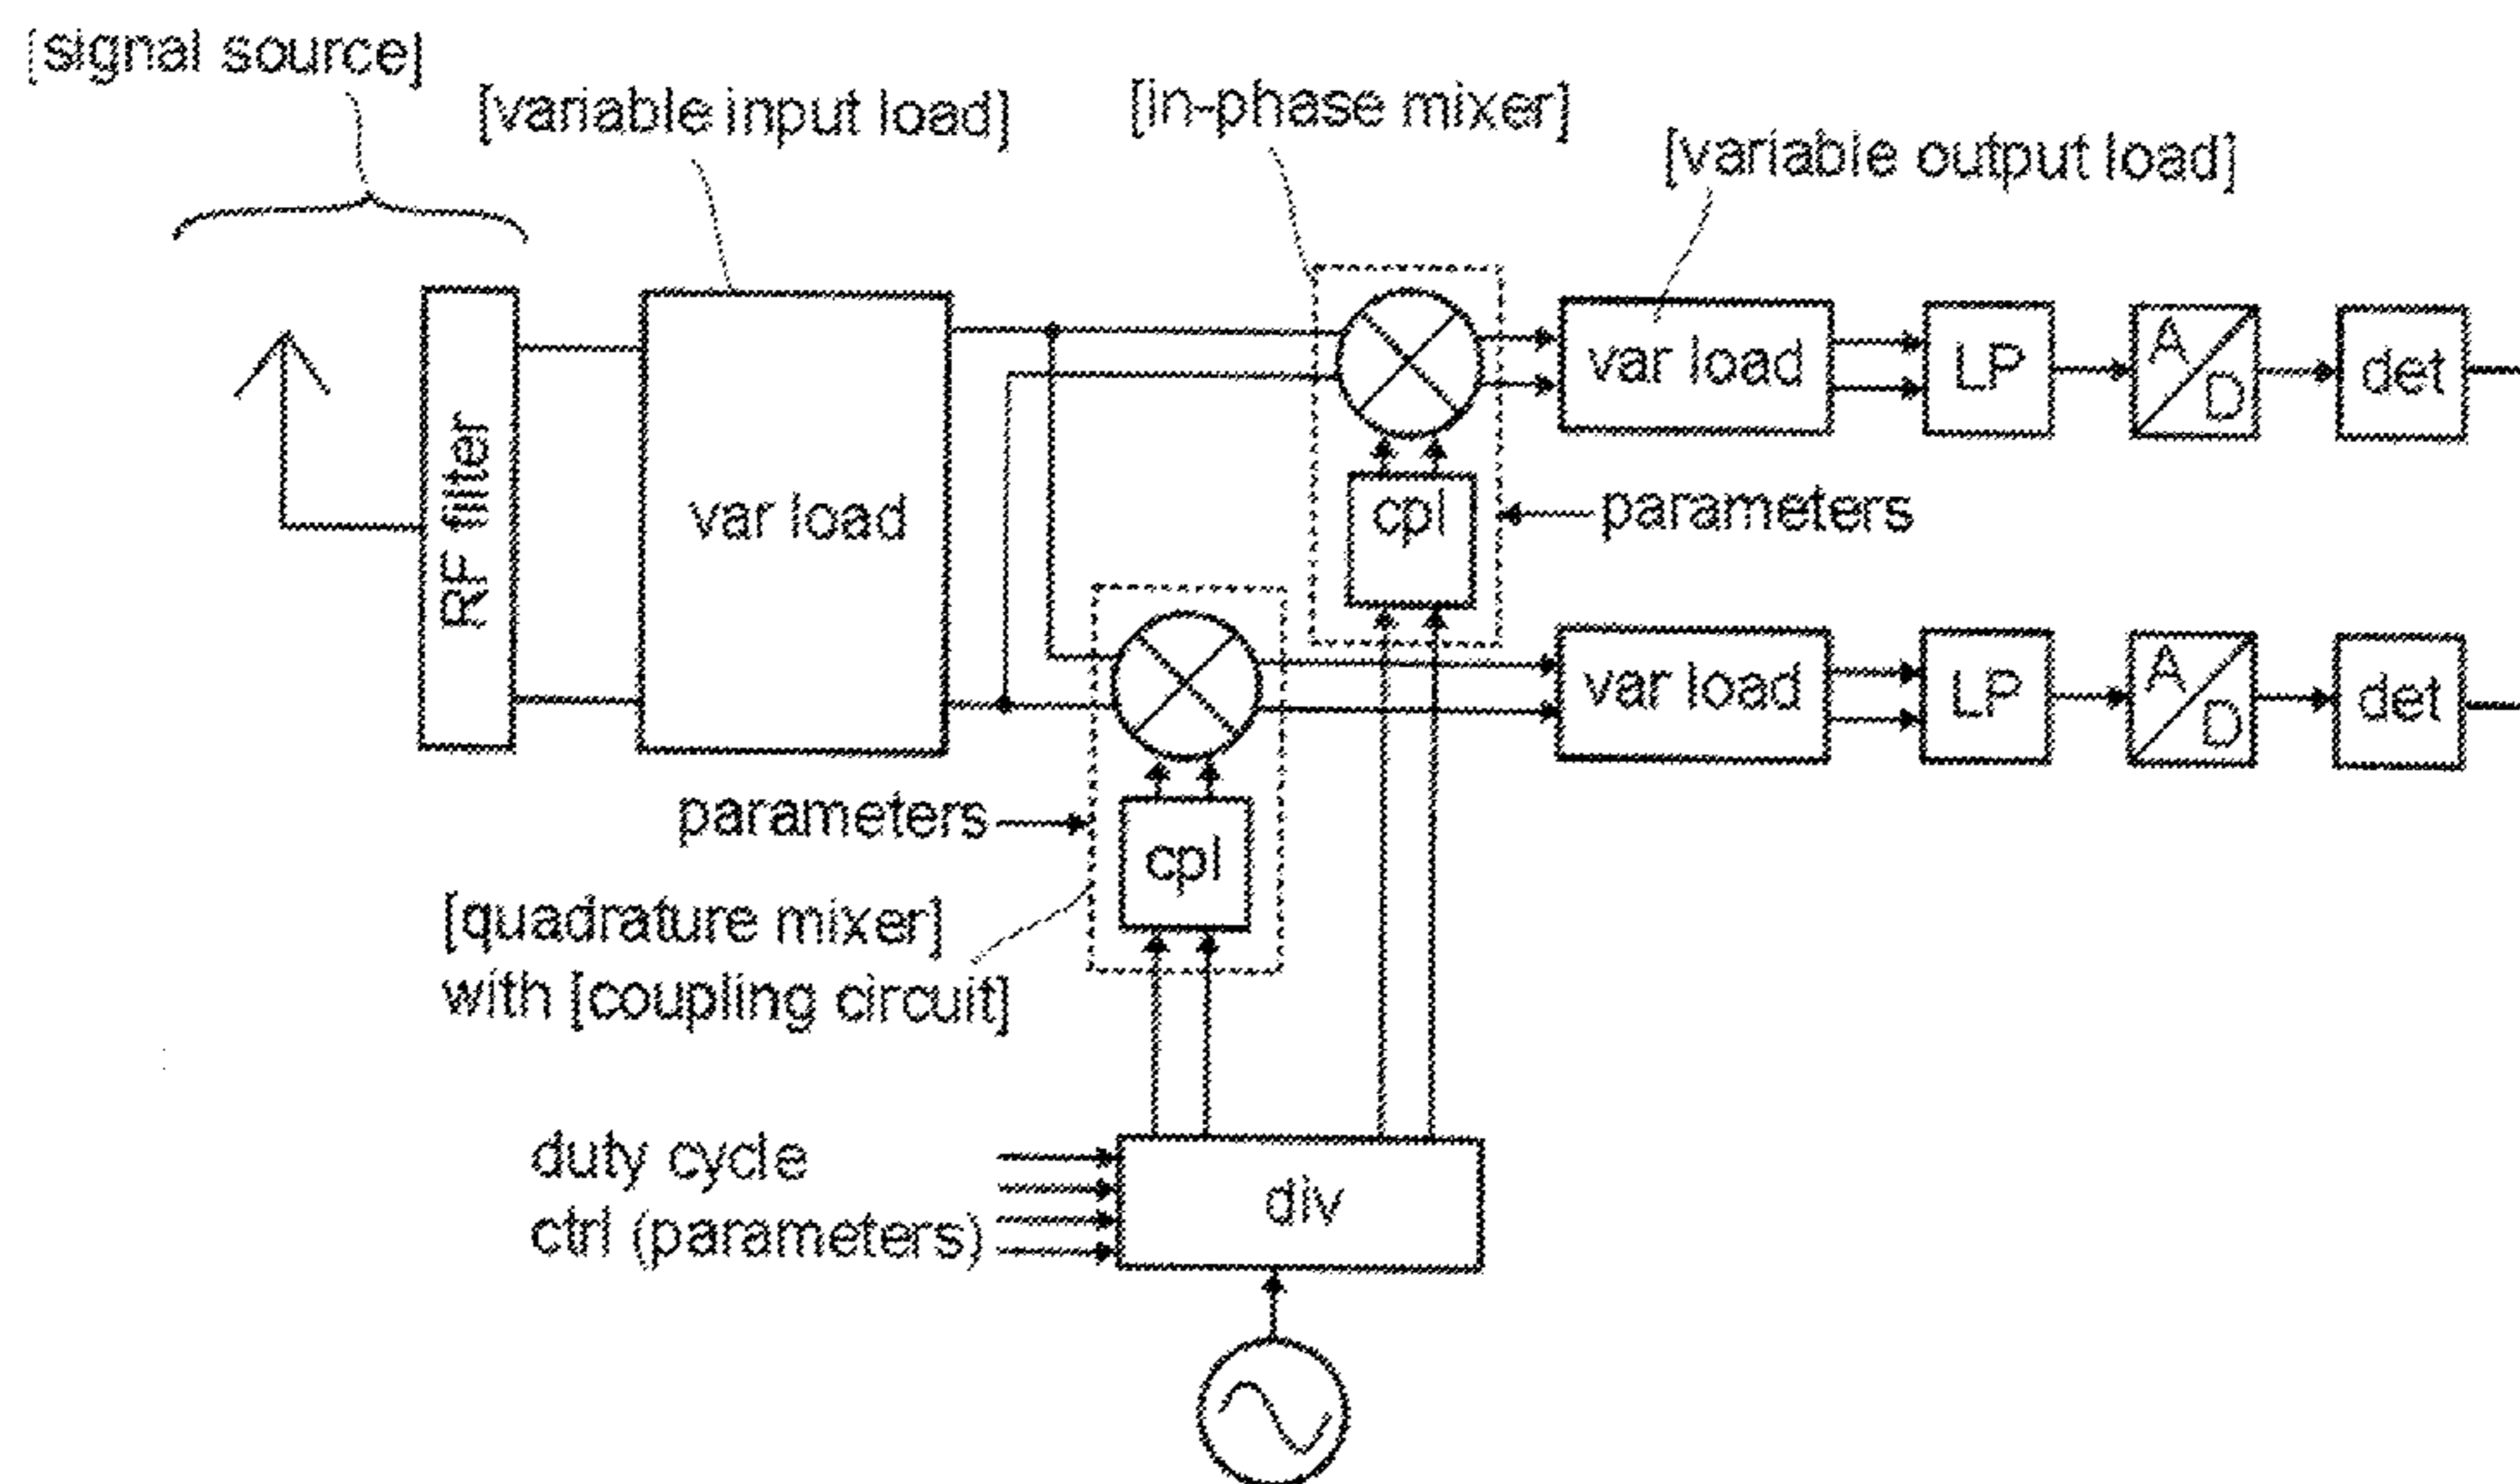 [signal source]
[variable input load]
[in-phase mixer]
[variable output load]
RF filter
var load
var load
LP
A
D
det
cpl
parameters
var load
LP
A
D
det
parameters
cpl
[quadrature mixer]
with [coupling circuit]
duty cycle
ctrl (parameters)
div